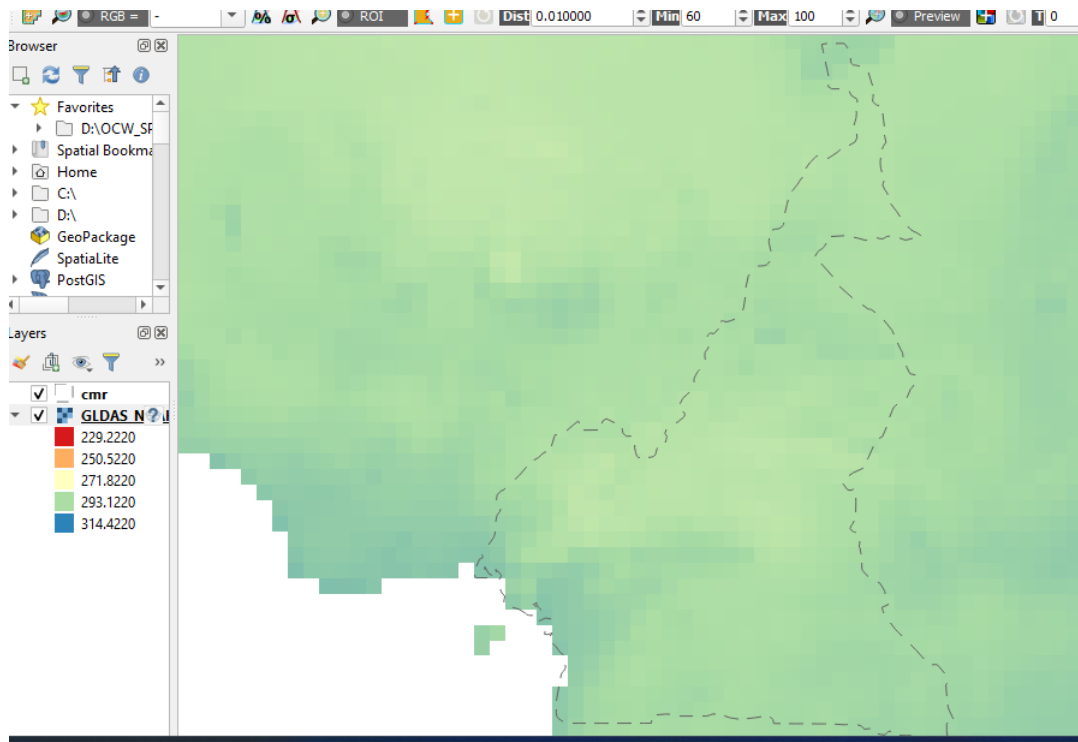 RGB = - ROI Dist 0.010000 Min 60 Max 100 Preview T 0
Browser
Favorites
D:\OCW_SP
Spatial Bookma
Home
C:\
D:\
GeoPackage
SpatiaLite
PostGIS
Layers
cmr
GLDAS_N
229.2220
250.5220
271.8220
293.1220
314.4220